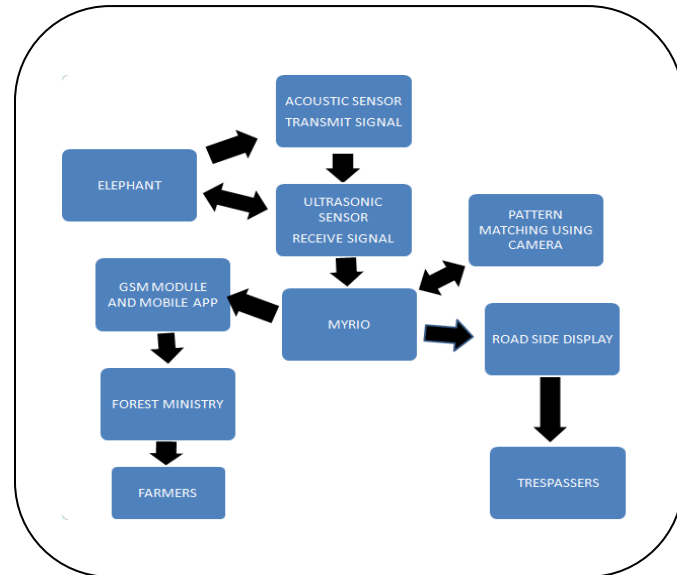 ACOUSTIC SENSOR
TRANSMIT SIGNAL
ELEPHANT
ULTRASONIC
SENSOR
RECEIVE SIGNAL
PATTERN
MATCHING USING
CAMERA
GSM MODULE
AND MOBILE APP
MYRIO
ROAD SIDE DISPLAY
FOREST MINISTRY
FARMERS
TRESPASSERS